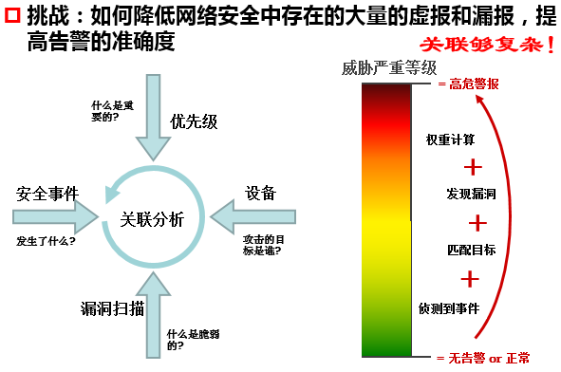 挑战：如何降低网络安全中存在的大量的虚报和漏报，提
高告警的准确度
关联够复杂！
什么是重
要的?
优先级
安全事件
发生了什么?
关联分析
设备
攻击的目
标是谁?
漏洞扫描
什么是脆弱
的?
威胁严重等级
= 高危警报
权重计算
+
发现漏洞
+
匹配目标
+
侦测到事件
= 无告警 or 正常